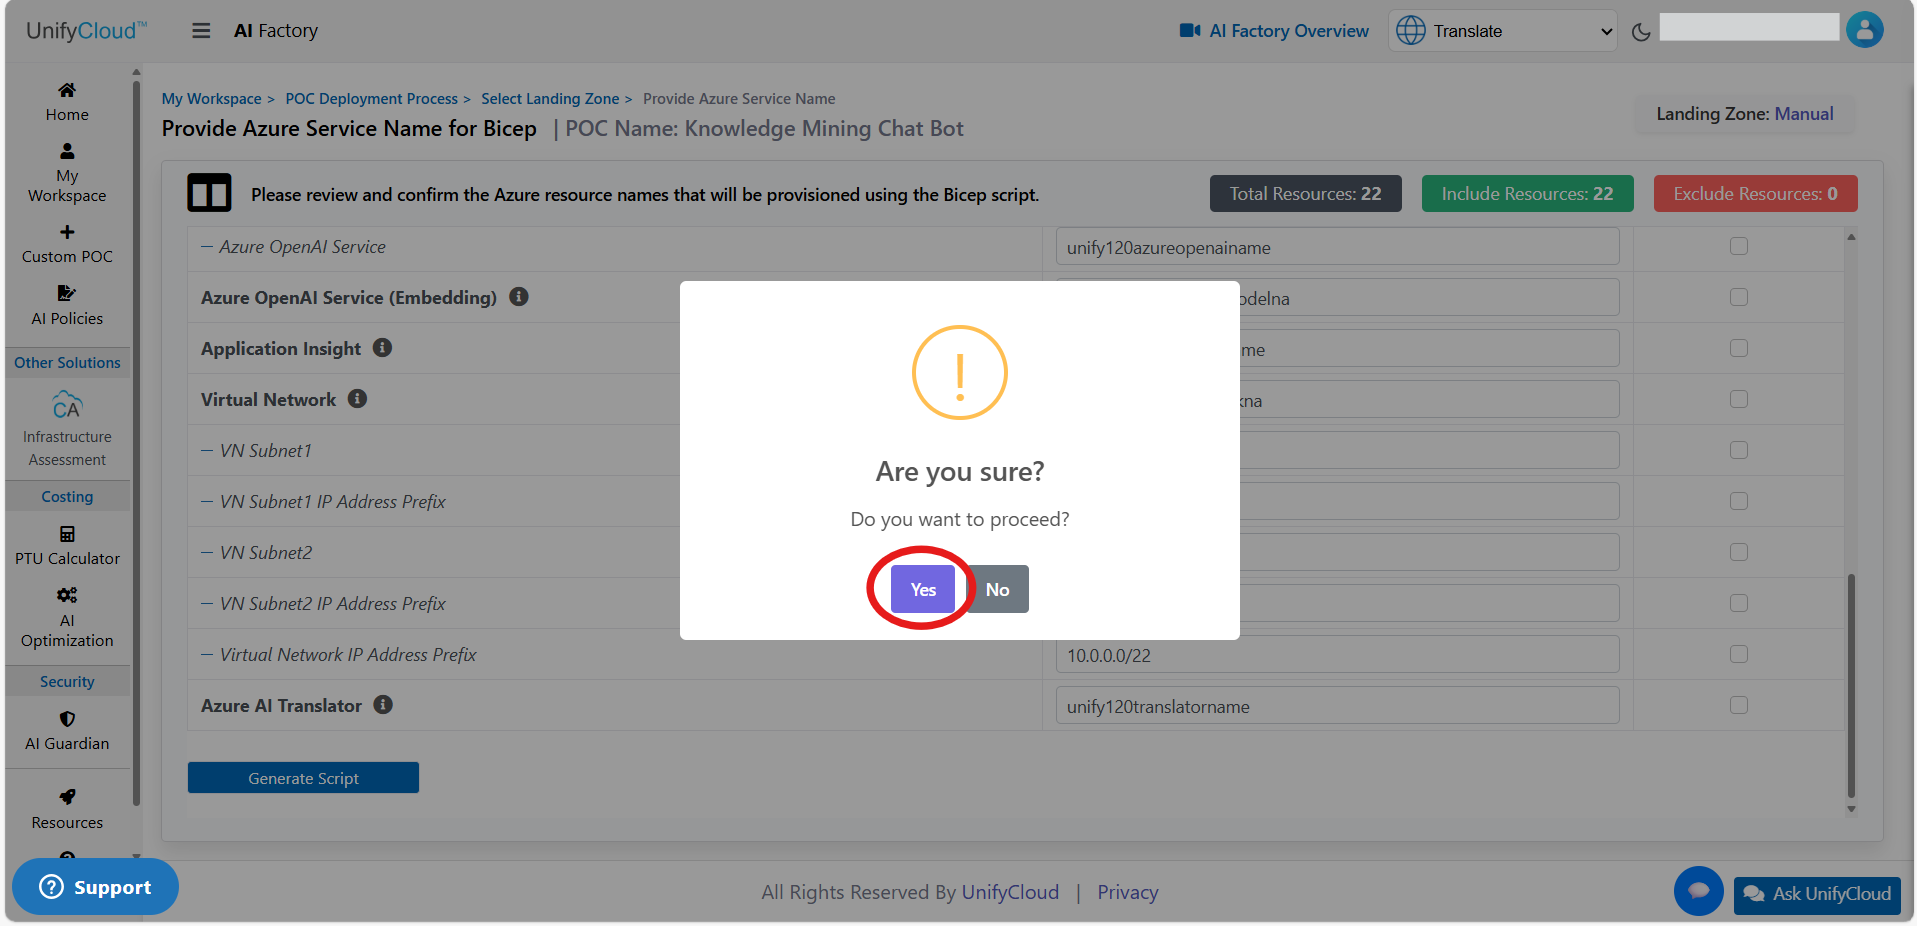 UnifyCloud™
AI Factory
AI Factory Overview
Translate
Home
My
Workspace
Custom POC
AI Policies
Other Solutions
CA
Infrastructure
Assessment
Costing
PTU Calculator
AI
Optimization
Security
AI Guardian
Resources
Support
My Workspace > POC Deployment Process > Select Landing Zone > Provide Azure Service Name
Provide Azure Service Name for Bicep | POC Name: Knowledge Mining Chat Bot
Landing Zone: Manual
Please review and confirm the Azure resource names that will be provisioned using the Bicep script.
Total Resources: 22
Include Resources: 22
Exclude Resources: 0
— Azure OpenAI Service
unify120azureopenainame
Azure OpenAI Service (Embedding)
odelna
Application Insight
me
Virtual Network
kna
— VN Subnet1
— VN Subnet1 IP Address Prefix
— VN Subnet2
— VN Subnet2 IP Address Prefix
— Virtual Network IP Address Prefix
10.0.0.0/22
Azure AI Translator
unify120translatorname
Generate Script
Are you sure?
Do you want to proceed?
Yes
No
All Rights Reserved By UnifyCloud | Privacy
Ask UnifyCloud